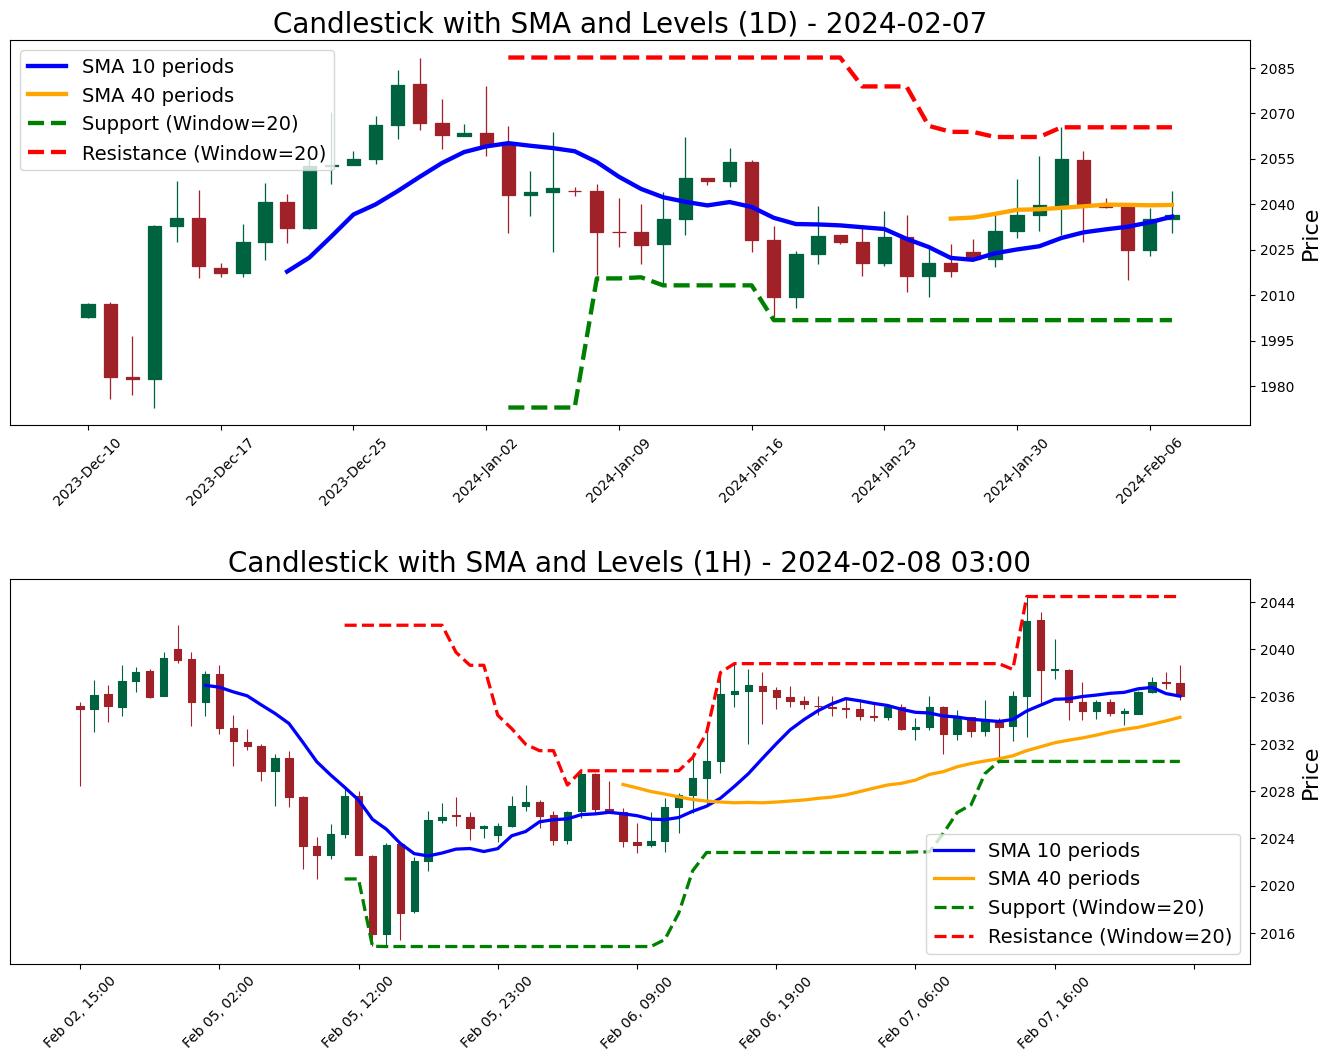 Candlestick with SMA and Levels (1D) - 2024-02-07
SMA 10 periods
SMA 40 periods
Support (Window=20)
Resistance (Window=20)
2085
2070
2055
2040
2025
2010
1995
1980
Price
2023-Dec-10
2023-Dec-17
2023-Dec-25
2024-Jan-02
2024-Jan-09
2024-Jan-16
2024-Jan-23
2024-Jan-30
2024-Feb-06
Candlestick with SMA and Levels (1H) - 2024-02-08 03:00
2044
2040
2036
2032
2028
2024
2020
2016
Price
SMA 10 periods
SMA 40 periods
Support (Window=20)
Resistance (Window=20)
Feb 02, 15:00
Feb 05, 02:00
Feb 05, 12:00
Feb 05, 23:00
Feb 06, 09:00
Feb 06, 19:00
Feb 07, 06:00
Feb 07, 16:00